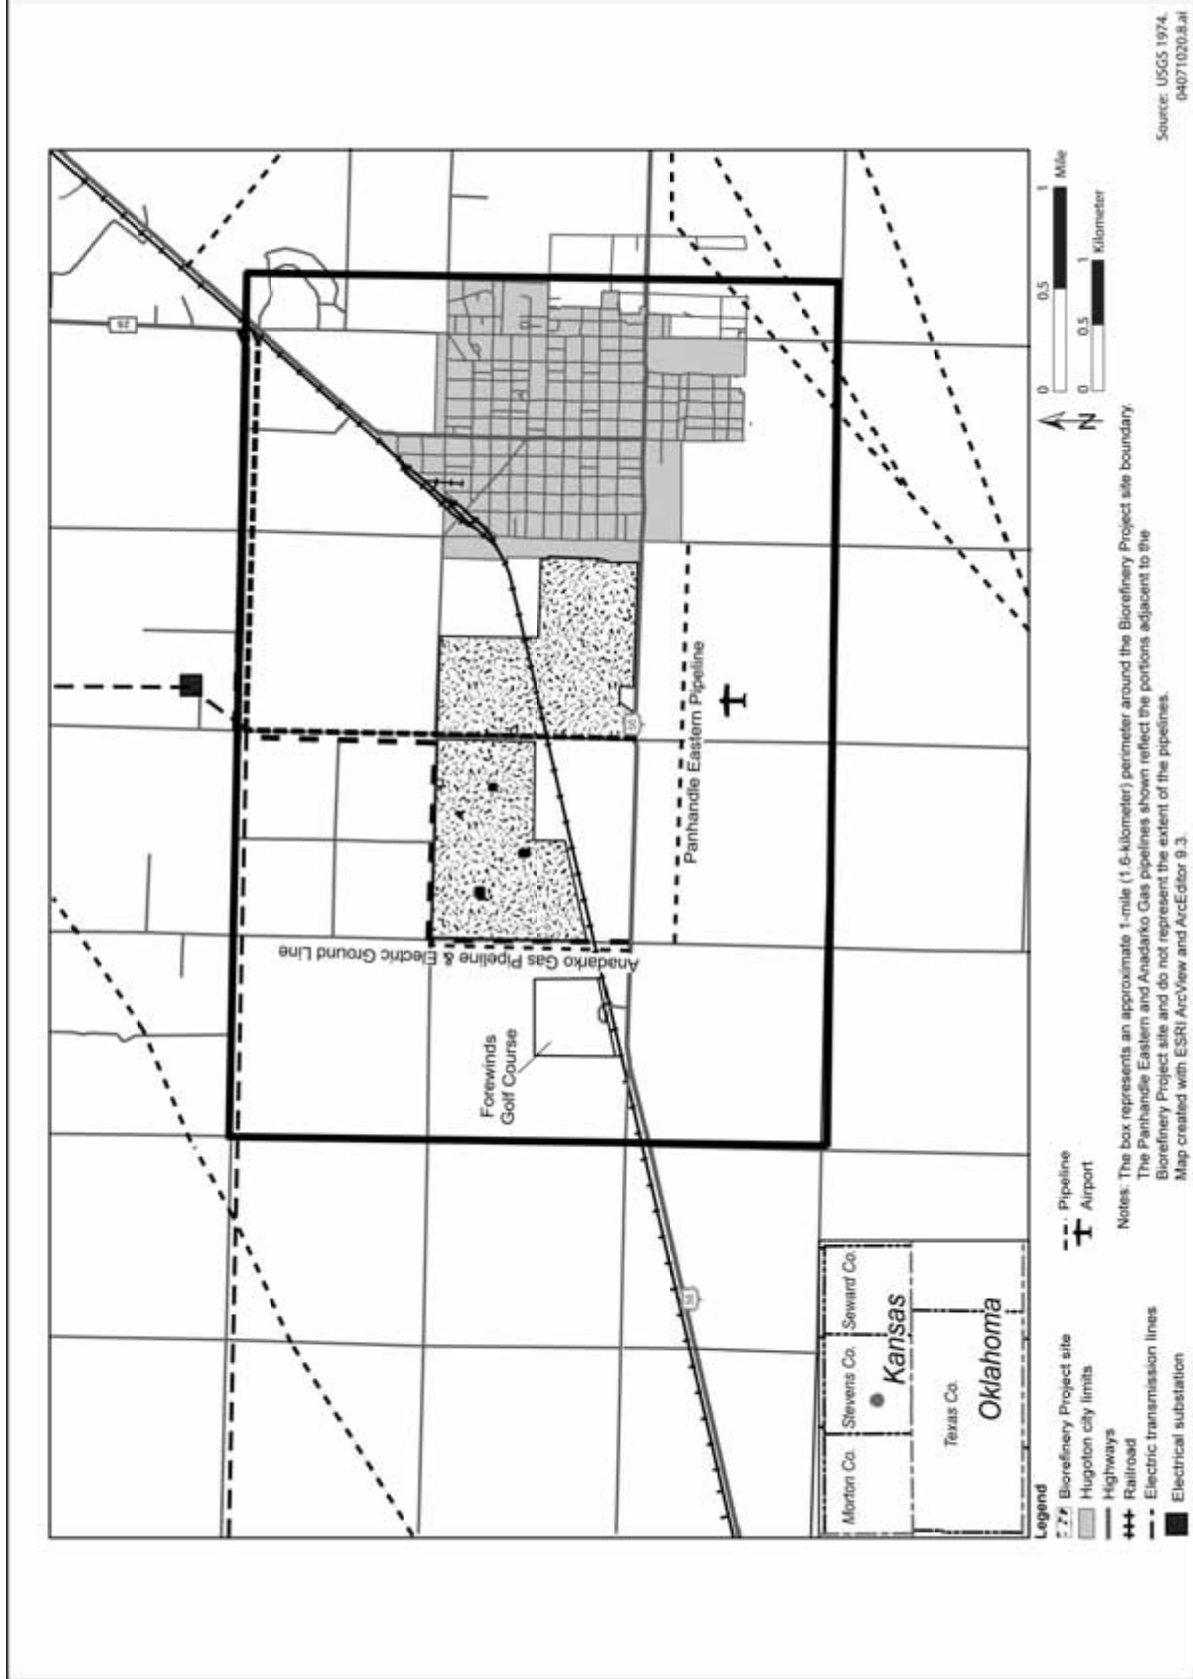 25
Forewinds
Golf Course
Anadarko Gas Pipeline & Electric Ground Line
56
Panhandle Eastern Pipeline
56
Morton Co.
Stevens Co.
Seward Co.
Kansas
Texas Co.
Oklahoma
Legend
Biorefinery Project site
Hugoton city limits
Highways
Railroad
Electric transmission lines
Electrical substation
Pipeline
Airport
N
0 0.5 1 Mile
0 0.5 1 Kilometer
Notes: The box represents an approximate 1-mile (1.6-kilometer) perimeter around the Biorefinery Project site boundary.
The Panhandle Eastern and Anadarko Gas pipelines shown reflect the portions adjacent to the
Biorefinery Project site and do not represent the extent of the pipelines.
Map created with ESRI ArcView and ArcEditor 9.3.
Source: USGS 1974.
04071020.8.ai